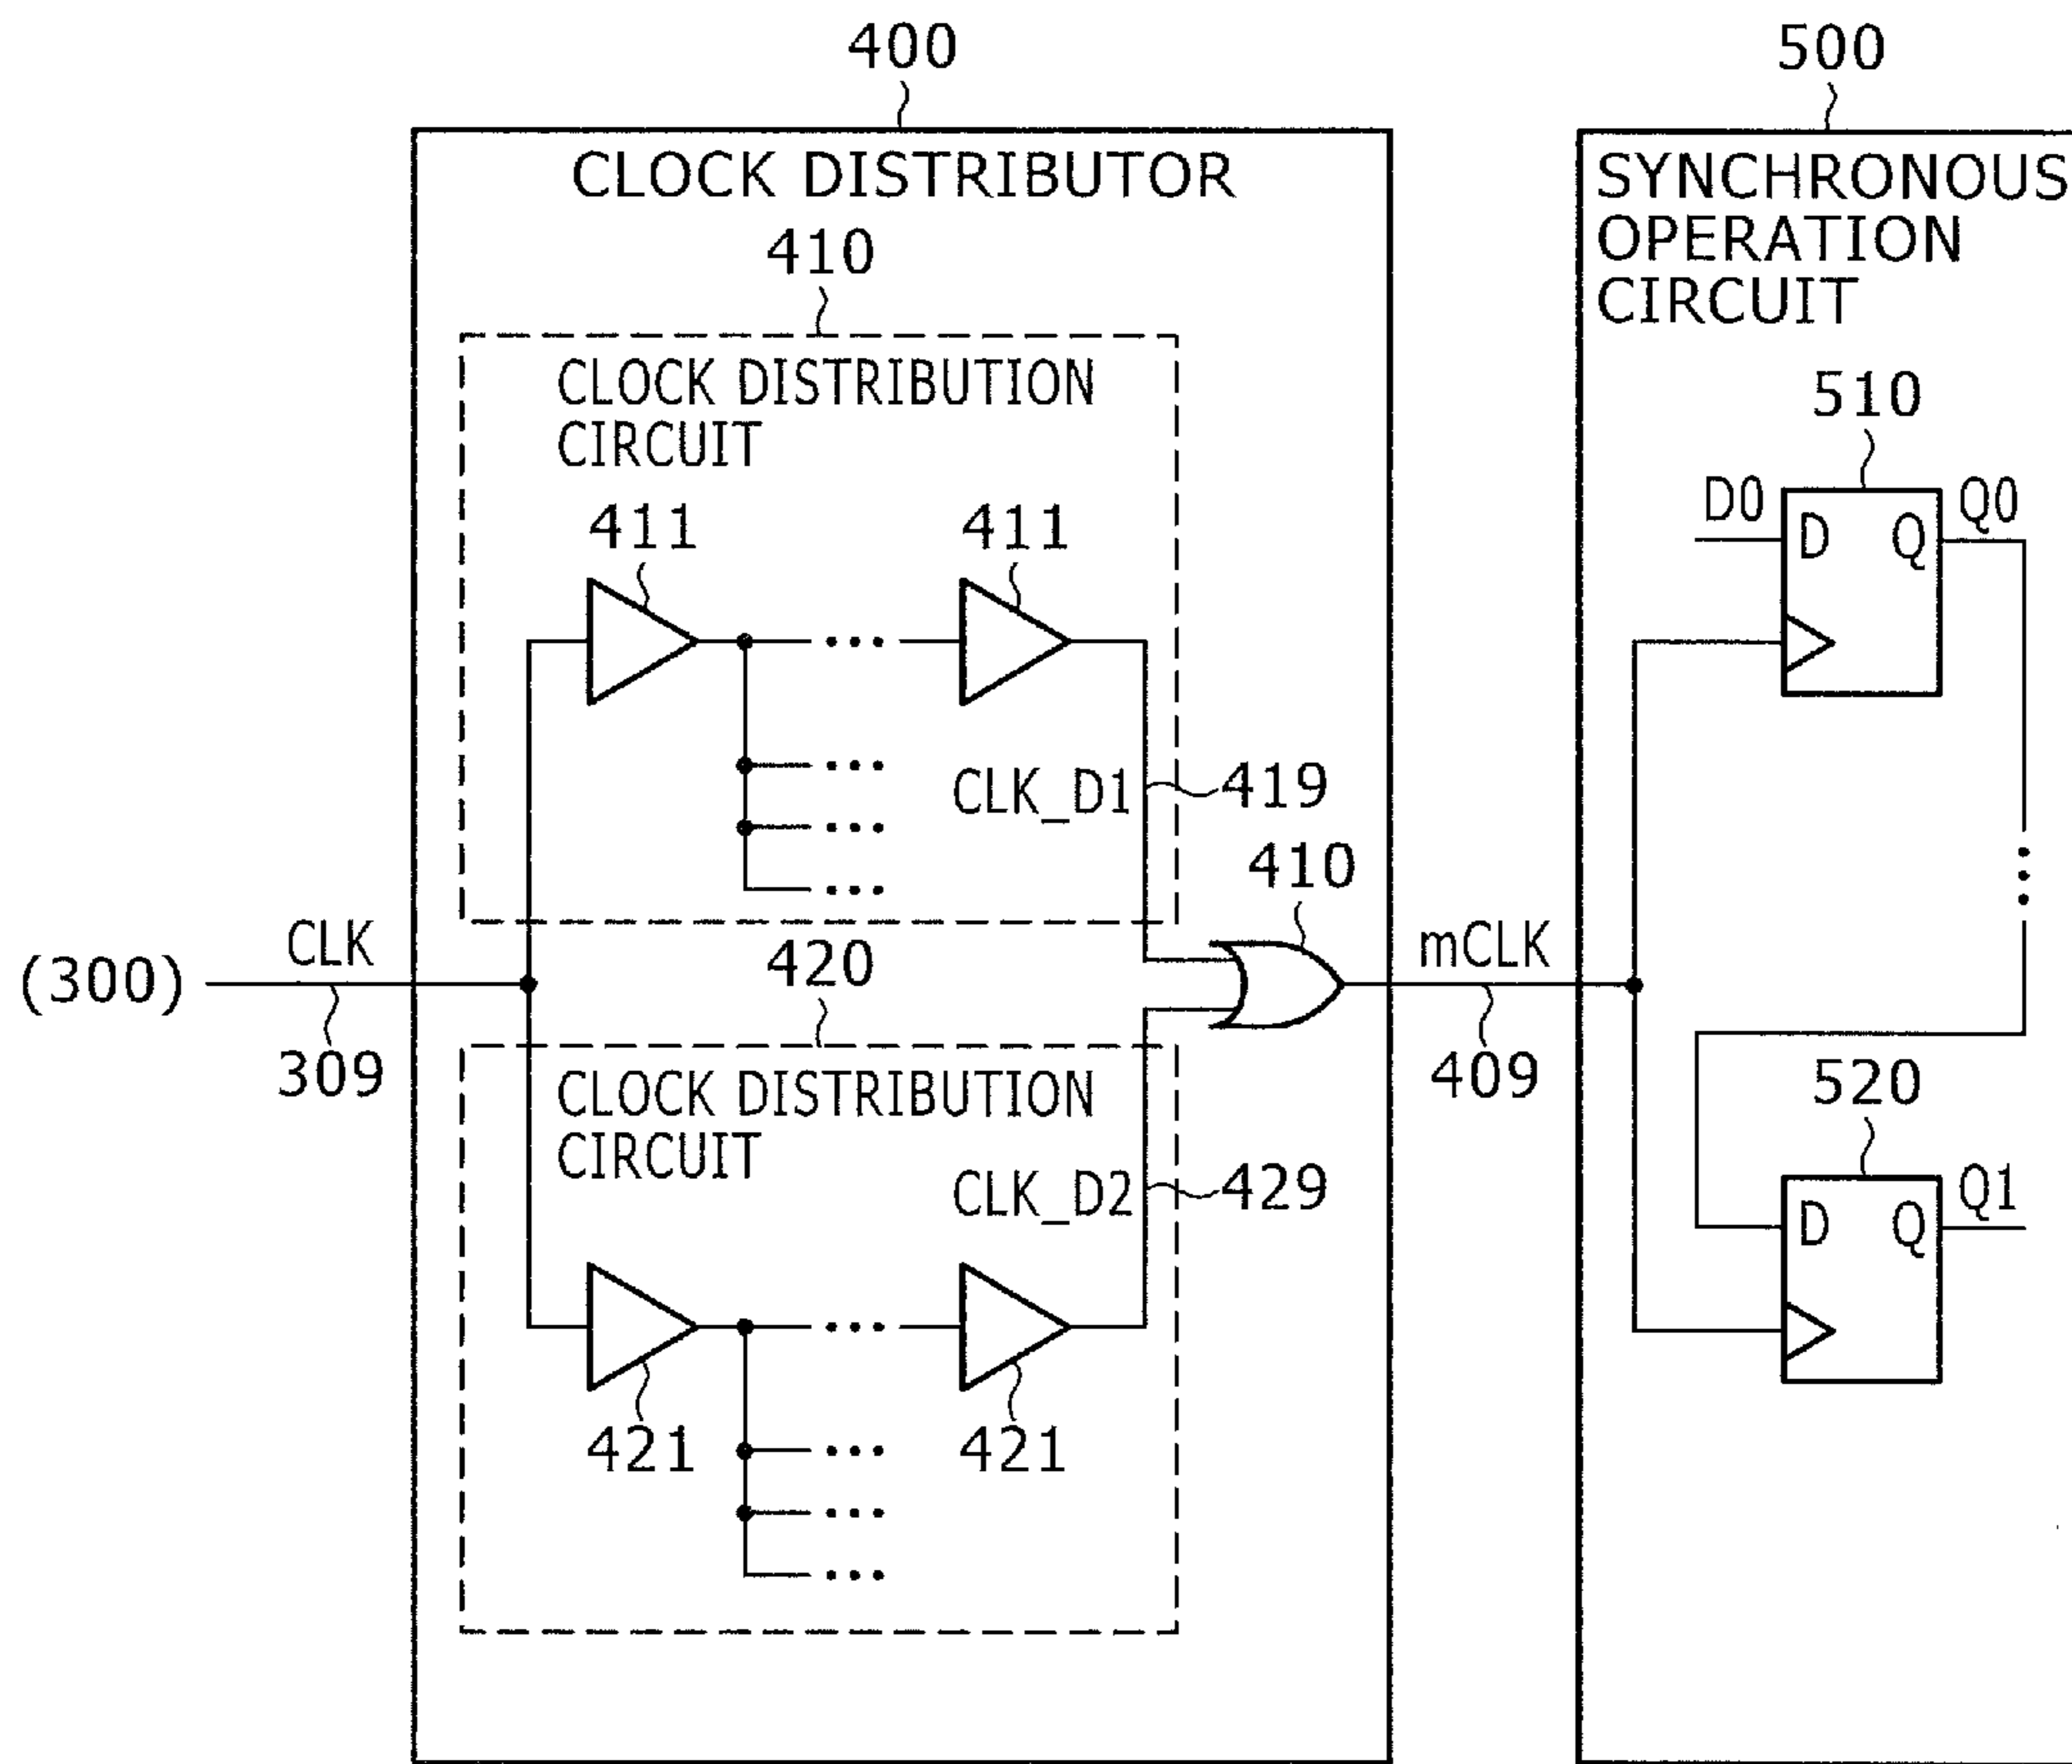 400
500
CLOCK DISTRIBUTOR
SYNCHRONOUS
OPERATION
CIRCUIT
410
CLOCK DISTRIBUTION
CIRCUIT
411
411
510
D0
D
Q
Q0
CLK_D1
419
410
(300)
CLK
309
mCLK
409
420
CLOCK DISTRIBUTION
CIRCUIT
CLK_D2
429
421
421
520
D
Q
Q1